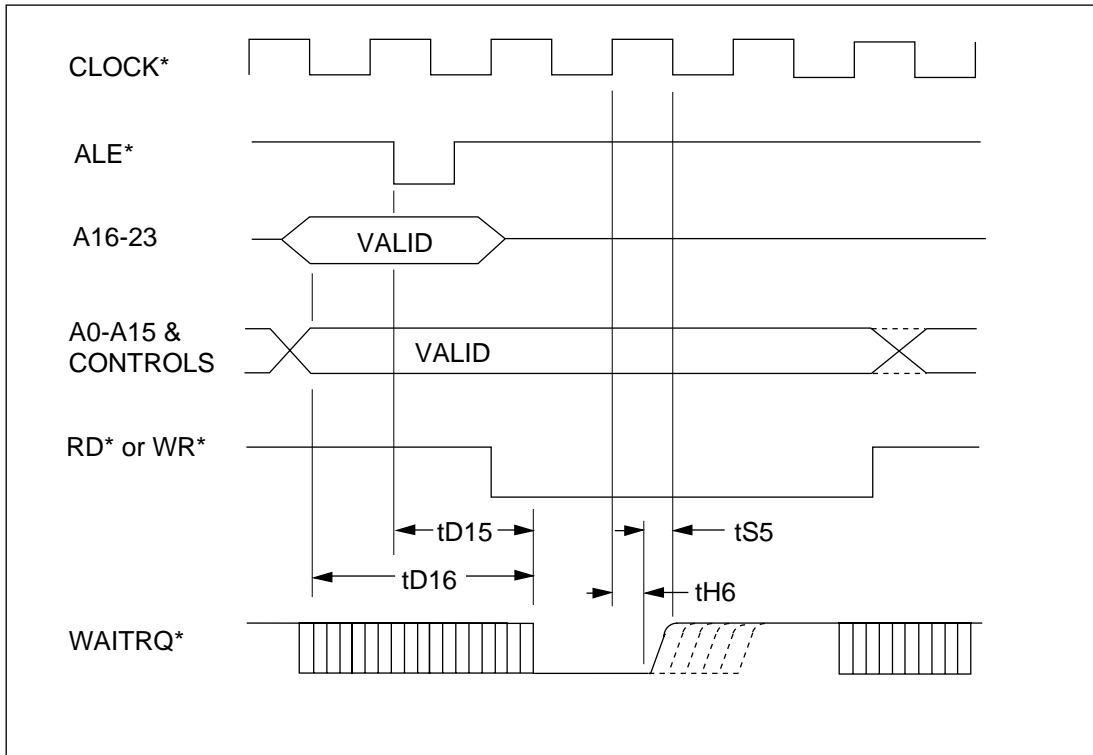 CLOCK*
ALE*
A16-23
VALID
A0-A15 &
CONTROLS
VALID
RD* or WR*
tD15
tS5
tD16
tH6
WAITRQ*